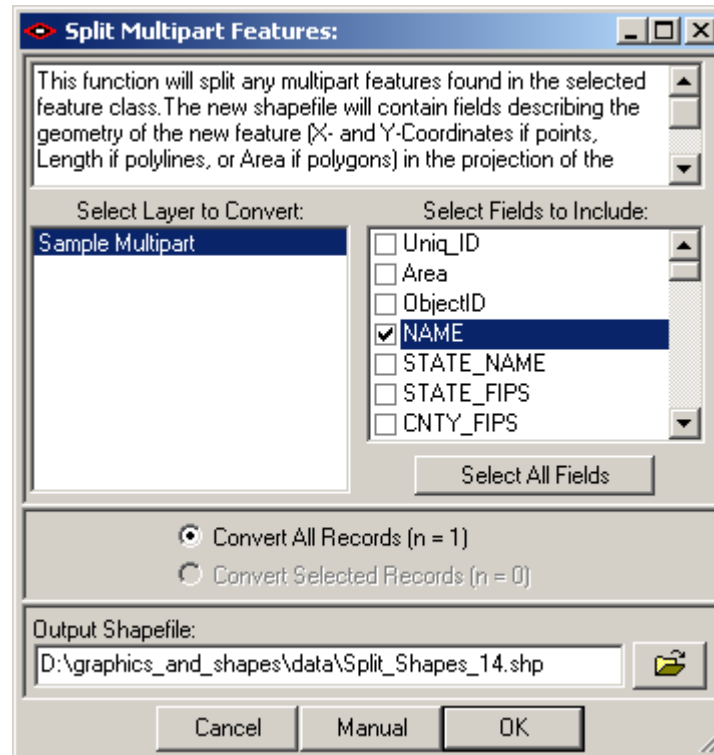 Split Multipart Features:
This function will split any multipart features found in the selected
feature class.The new shapefile will contain fields describing the
geometry of the new feature (X- and Y-Coordinates if points,
Length if polylines, or Area if polygons) in the projection of the
Select Layer to Convert:
Sample Multipart
Select Fields to Include:
Uniq_ID
Area
ObjectID
NAME
STATE_NAME
STATE_FIPS
CNTY_FIPS
Select All Fields
Convert All Records (n = 1)
Convert Selected Records (n = 0)
Output Shapefile:
D:\graphics_and_shapes\data\Split_Shapes_14.shp
Cancel Manual OK